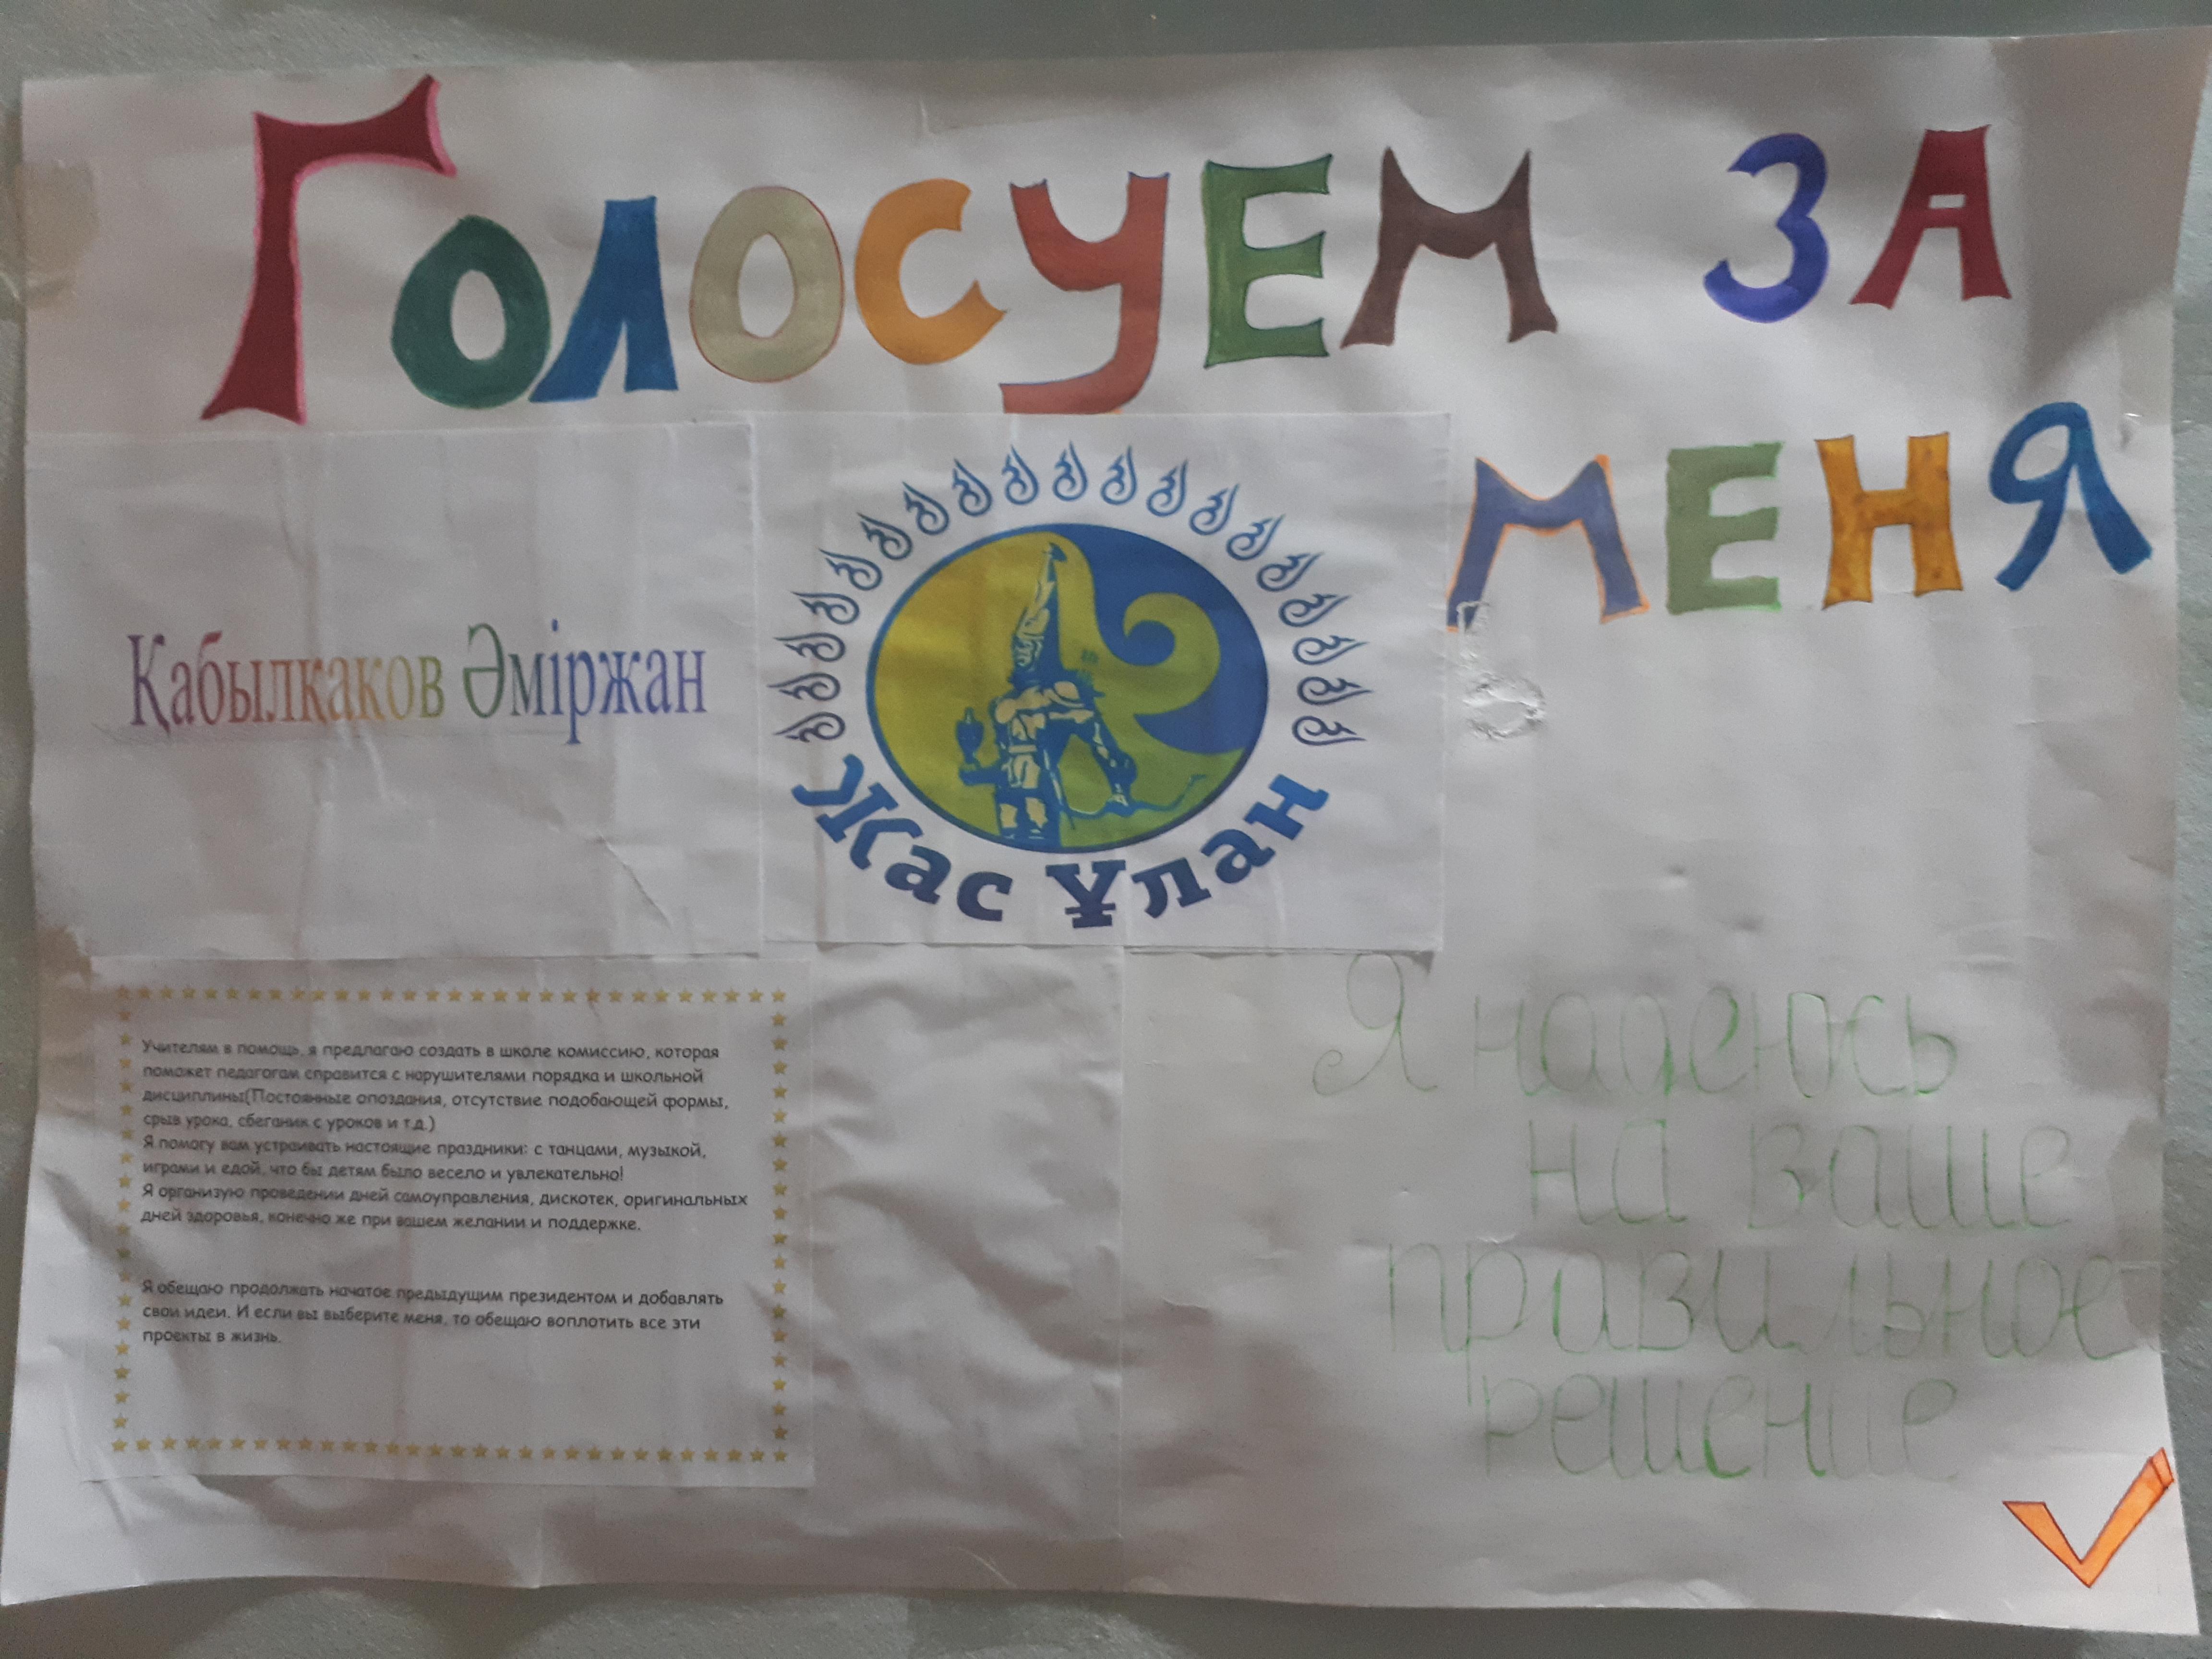 Голосуем за
меня
Қабылқаков Әміржан
Жас Ұлан
Учителям в помощь, я предлагаю создать в школе комиссию, которая
поможет педагогам справится с нарушителями порядка и школьной
дисциплины(Постоянные опоздания, отсутствие подобающей формы,
срыв урока, сбеганик с уроков и т.д.)
Я помогу вам устраивать настоящие праздники: с танцами, музыкой,
играми и едой, что бы детям было весело и увлекательно!
Я организую проведении дней самоуправления, дискотек, оригинальных
дней здоровья, конечно же при вашем желании и поддержке.
Я обещаю продолжать начатое предыдущим президентом и добавлять
свои идеи. И если вы выберите меня, то обещаю воплотить все эти
проекты в жизнь.
Я надеюсь
на ваше
правильное
решение